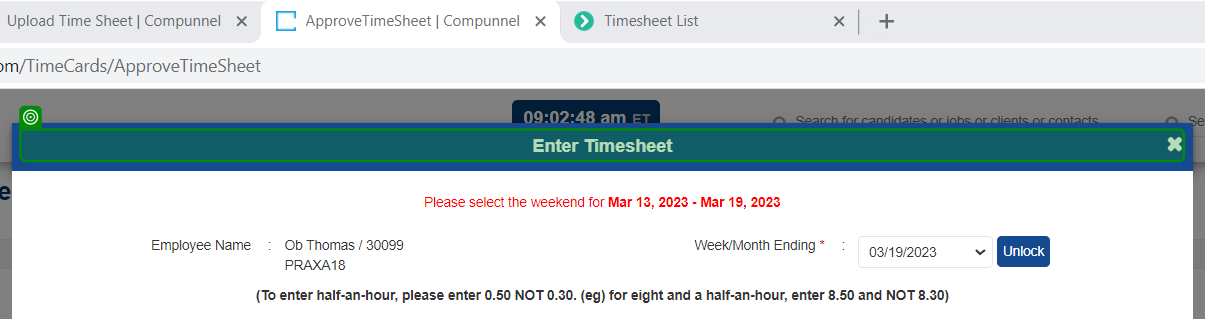 Upload Time Sheet | Compunnel ApproveTimeSheet | Compunnel Timesheet List
om/TimeCards/ApproveTimeSheet
09:02:48 am ET Search for candidates or jobs or clients or contacts Se
Enter Timesheet
e
Please select the weekend for Mar 13, 2023 - Mar 19, 2023
Employee Name : Ob Thomas / 30099 Week/Month Ending * : 03/19/2023 Unlock
PRAXA18
(To enter half-an-hour, please enter 0.50 NOT 0.30. (eg) for eight and a half-an-hour, enter 8.50 and NOT 8.30)